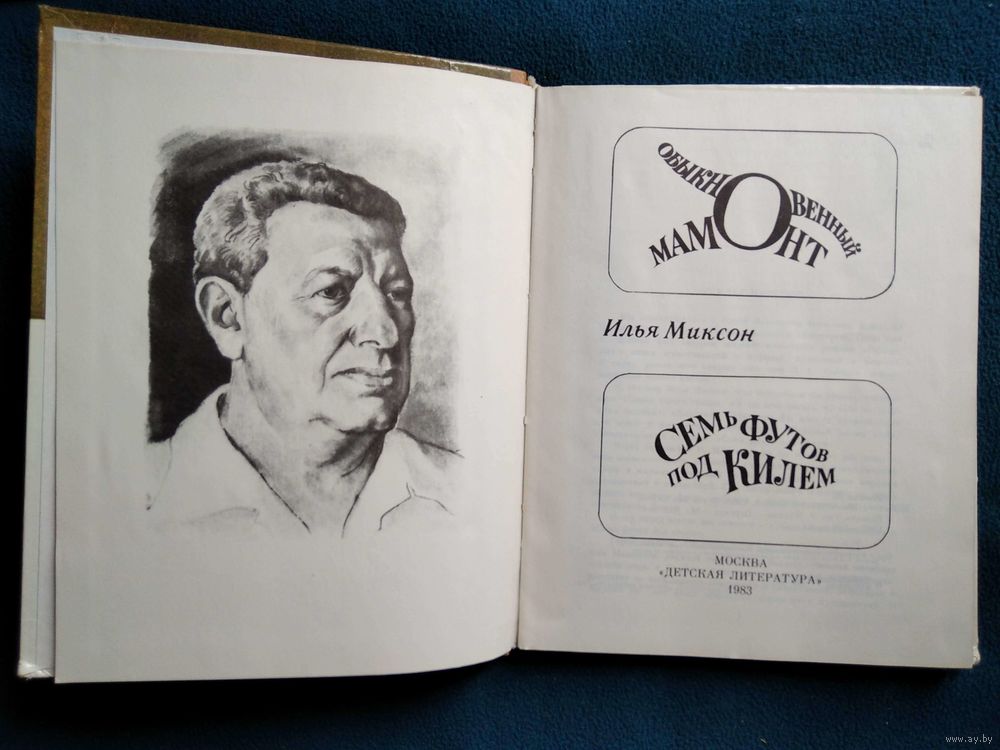 ОБЫКНОВЕННЫЙ
МАМОНТ
Илья Миксон
СЕМЬ ФУТОВ
ПОД КИЛЕМ
МОСКВА
«ДЕТСКАЯ ЛИТЕРАТУРА»
1983
www.ay.by